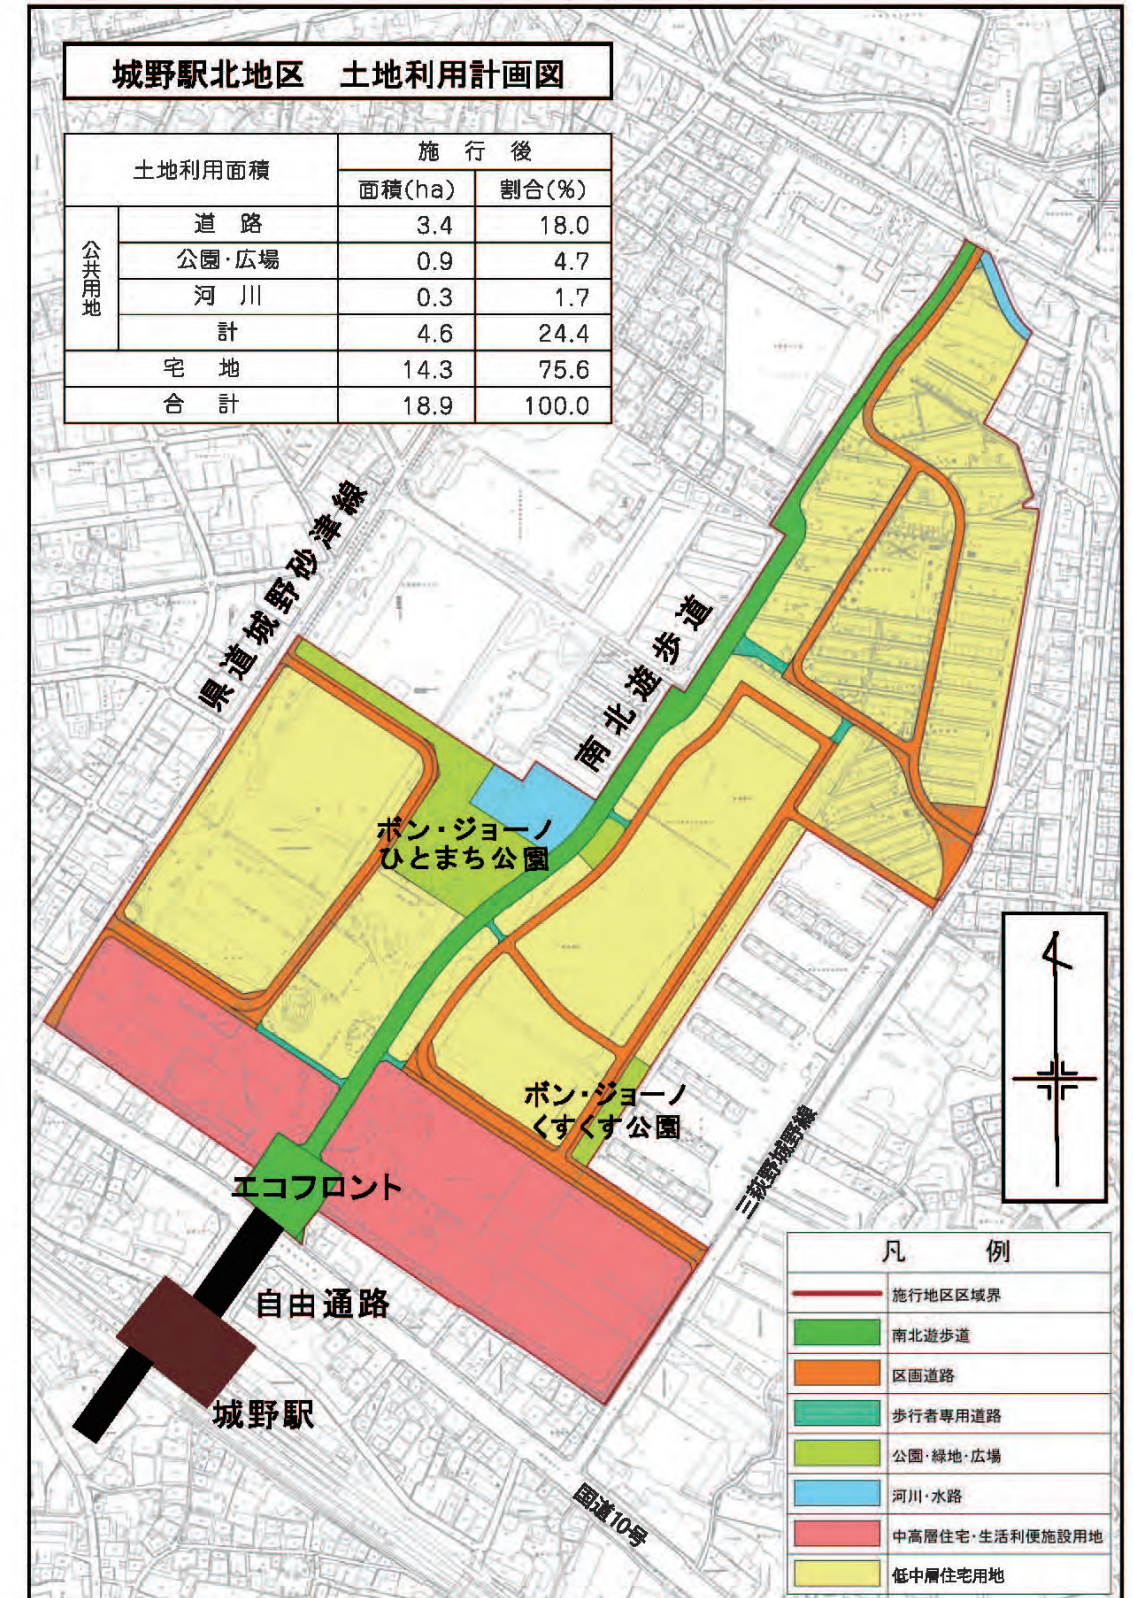 城野駅北地区　土地利用計画図
土地利用面積
施　行　後
面積(ha)
割合(%)
公共用地
道　路 3.4 18.0
公園・広場 0.9 4.7
河　川 0.3 1.7
計 4.6 24.4
宅　地 14.3 75.6
合　計 18.9 100.0
県道城野砂津線
南北遊歩道
ボン・ジョーノ
ひとまち公園
ボン・ジョーノ
くすくす公園
三萩野城野線
エコフロント
自由通路
城野駅
国道10号
凡　例
施行地区区域界
南北遊歩道
区画道路
歩行者専用道路
公園・緑地・広場
河川・水路
中高層住宅・生活利便施設用地
低中層住宅用地